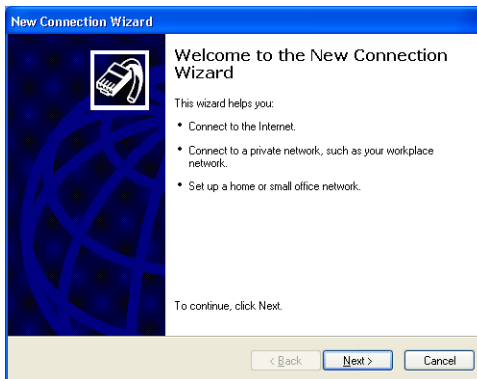 New Connection Wizard
Welcome to the New Connection
Wizard
This wizard helps you:
• Connect to the Internet.
• Connect to a private network, such as your workplace
network.
• Set up a home or small office network.
To continue, click Next.
< Back
Next >
Cancel